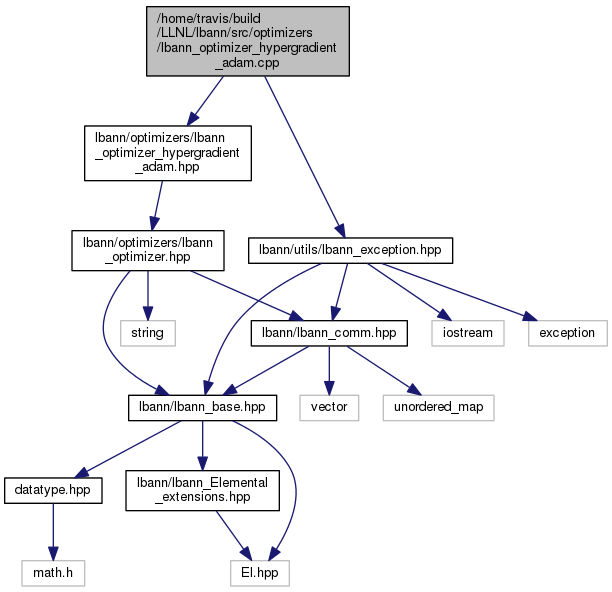 /home/travis/build
/LLNL/lbann/src/optimizers
/lbann_optimizer_hypergradient
_adam.cpp
lbann/optimizers/lbann
_optimizer_hypergradient
_adam.hpp
lbann/optimizers/lbann
_optimizer.hpp
lbann/utils/lbann_exception.hpp
string
lbann/lbann_comm.hpp
iostream
exception
lbann/lbann_base.hpp
vector
unordered_map
datatype.hpp
lbann/lbann_Elemental
_extensions.hpp
math.h
El.hpp